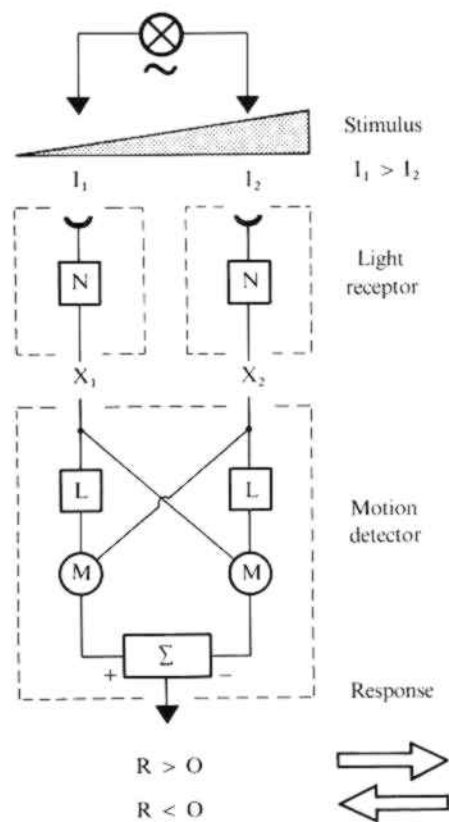 ~
Stimulus
I₁ I₂ I₁ > I₂
N N
Light
receptor
X₁ X₂
L L
Motion
detector
M M
Σ
+ −
Response
R > O
R < O